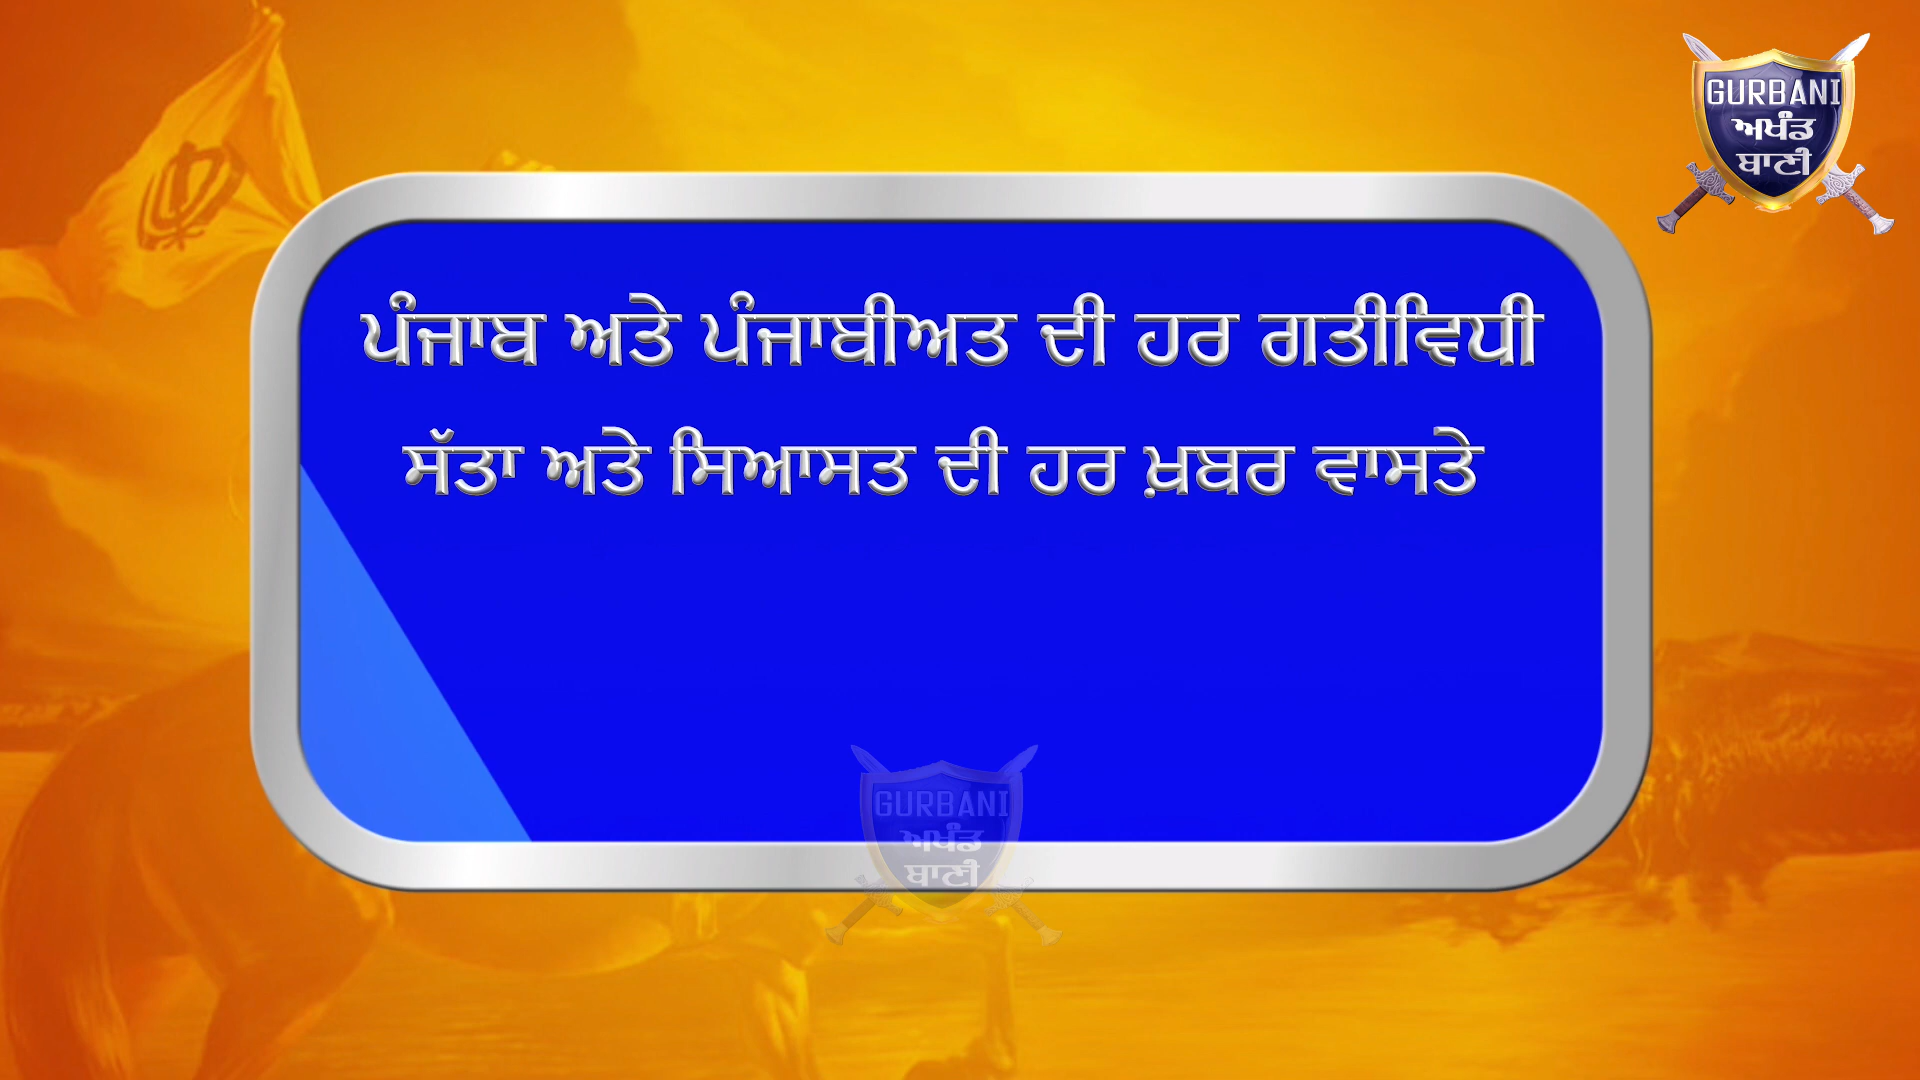 GURBANI
ਅਖੰਡ
ਬਾਣੀ
ਪੰਜਾਬ ਅਤੇ ਪੰਜਾਬੀਅਤ ਦੀ ਹਰ ਗਤੀਵਿਧੀ
ਸੱਤਾ ਅਤੇ ਸਿਆਸਤ ਦੀ ਹਰ ਖ਼ਬਰ ਵਾਸਤੇ
GURBANI
ਅਖੰਡ
ਬਾਣੀ